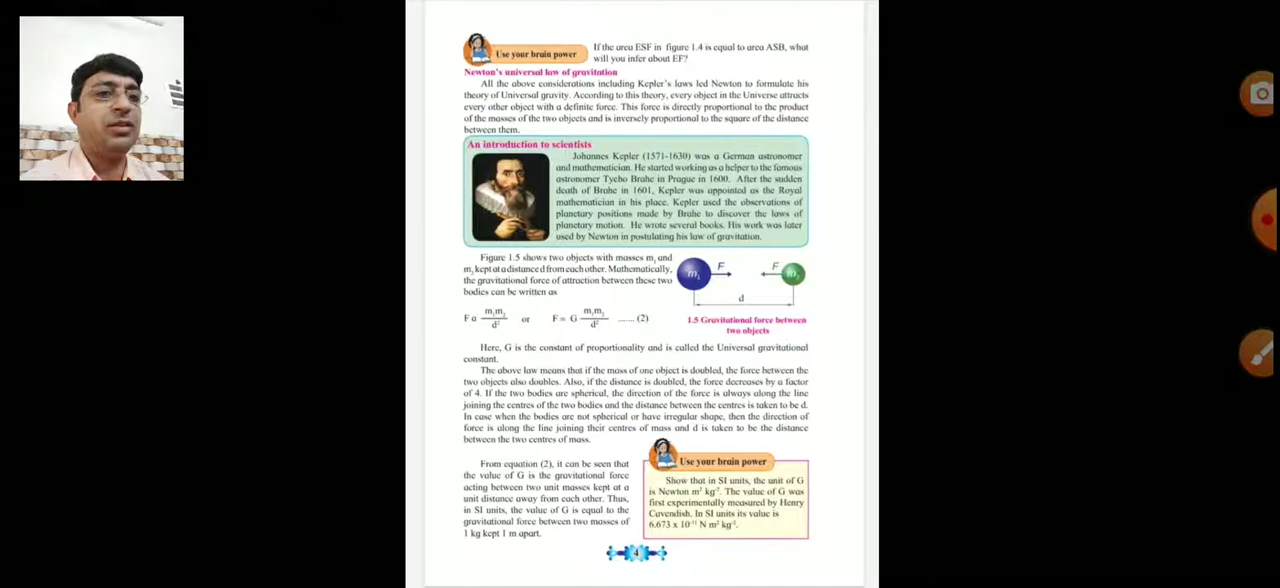 Use your brain power
If the area ESF in figure 1.4 is equal to area ASB, what
will you infer about EF?
Newton's universal law of gravitation
All the above considerations including Kepler's laws led Newton to formulate his
theory of Universal gravity. According to this theory, every object in the Universe attracts
every other object with a definite force. This force is directly proportional to the product
of the masses of the two objects and is inversely proportional to the square of the distance
between them.
An introduction to scientists
Johannes Kepler (1571-1630) was a German astronomer
and mathematician. He started working as a helper to the famous
astronomer Tycho Brahe in Prague in 1600. After the sudden
death of Brahe in 1601, Kepler was appointed as the Royal
mathematician in his place. Kepler used the observations of
planetary positions made by Brahe to discover the laws of
planetary motion. He wrote several books. His work was later
used by Newton in postulating his law of gravitation.
Figure 1.5 shows two objects with masses m₁ and
m₂ kept at a distance d from each other. Mathematically,
the gravitational force of attraction between these two
bodies can be written as
m₁ F F m₂
d
F α m₁m₂/d² or F = G m₁m₂/d² ...... (2)
1.5 Gravitational force between
two objects
Here, G is the constant of proportionality and is called the Universal gravitational
constant.
The above law means that if the mass of one object is doubled, the force between the
two objects also doubles. Also, if the distance is doubled, the force decreases by a factor
of 4. If the two bodies are spherical, the direction of the force is always along the line
joining the centres of the two bodies and the distance between the centres is taken to be d.
In case when the bodies are not spherical or have irregular shape, then the direction of
force is along the line joining their centres of mass and d is taken to be the distance
between the two centres of mass.
From equation (2), it can be seen that
the value of G is the gravitational force
acting between two unit masses kept at a
unit distance away from each other. Thus,
in SI units, the value of G is equal to the
gravitational force between two masses of
1 kg kept 1 m apart.
Use your brain power
Show that in SI units, the unit of G
is Newton m² kg⁻². The value of G was
first experimentally measured by Henry
Cavendish. In SI units its value is
6.673 x 10⁻¹¹ N m² kg⁻².
4